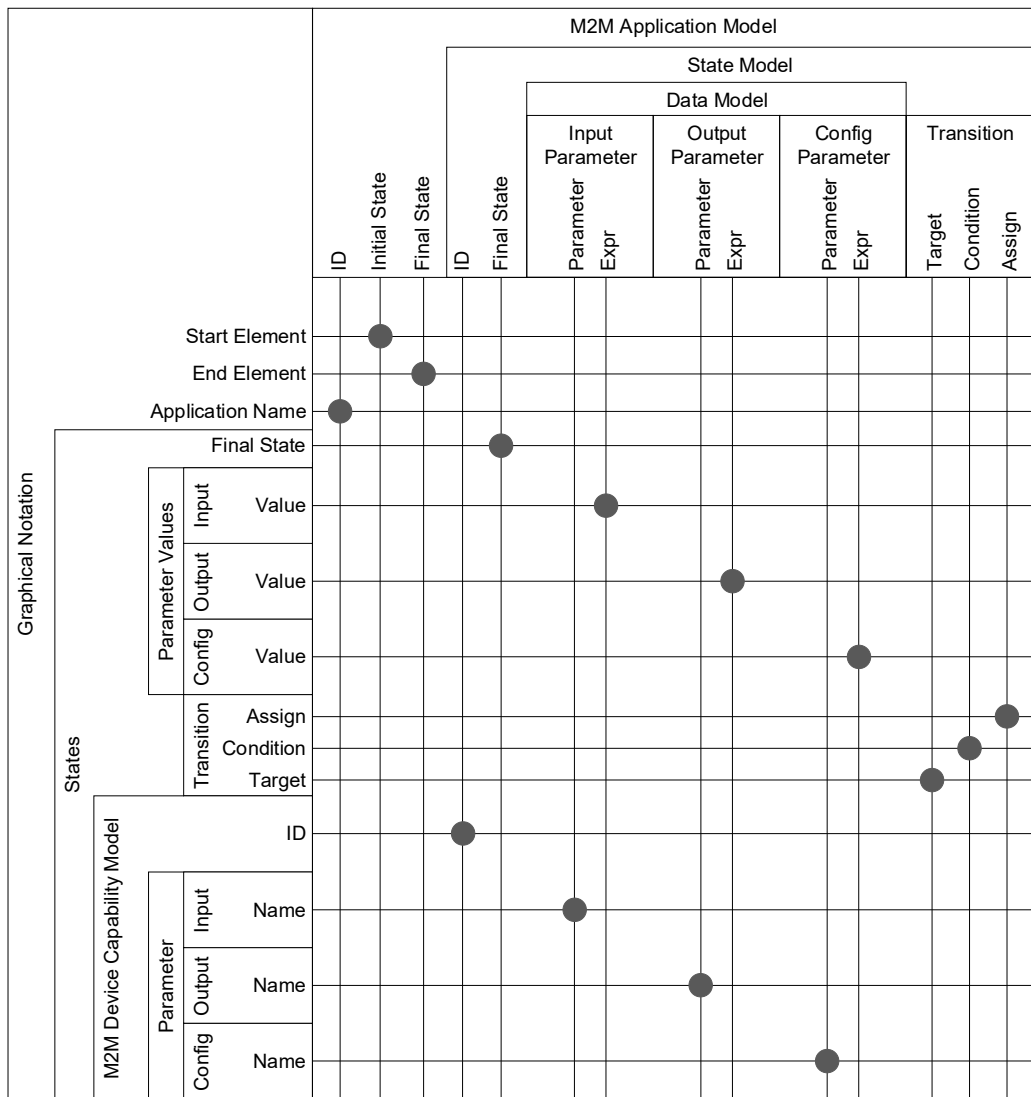 M2M Application Model
State Model
Data Model
Input
Parameter
Output
Parameter
Config
Parameter
Transition
ID
Initial State
Final State
ID
Final State
Parameter
Expr
Parameter
Expr
Parameter
Expr
Target
Condition
Assign
Start Element
End Element
Application Name
Graphical Notation
States
Final State
Parameter Values
Input
Value
Output
Value
Config
Value
Transition
Assign
Condition
Target
M2M Device Capability Model
ID
Parameter
Input
Name
Output
Name
Config
Name